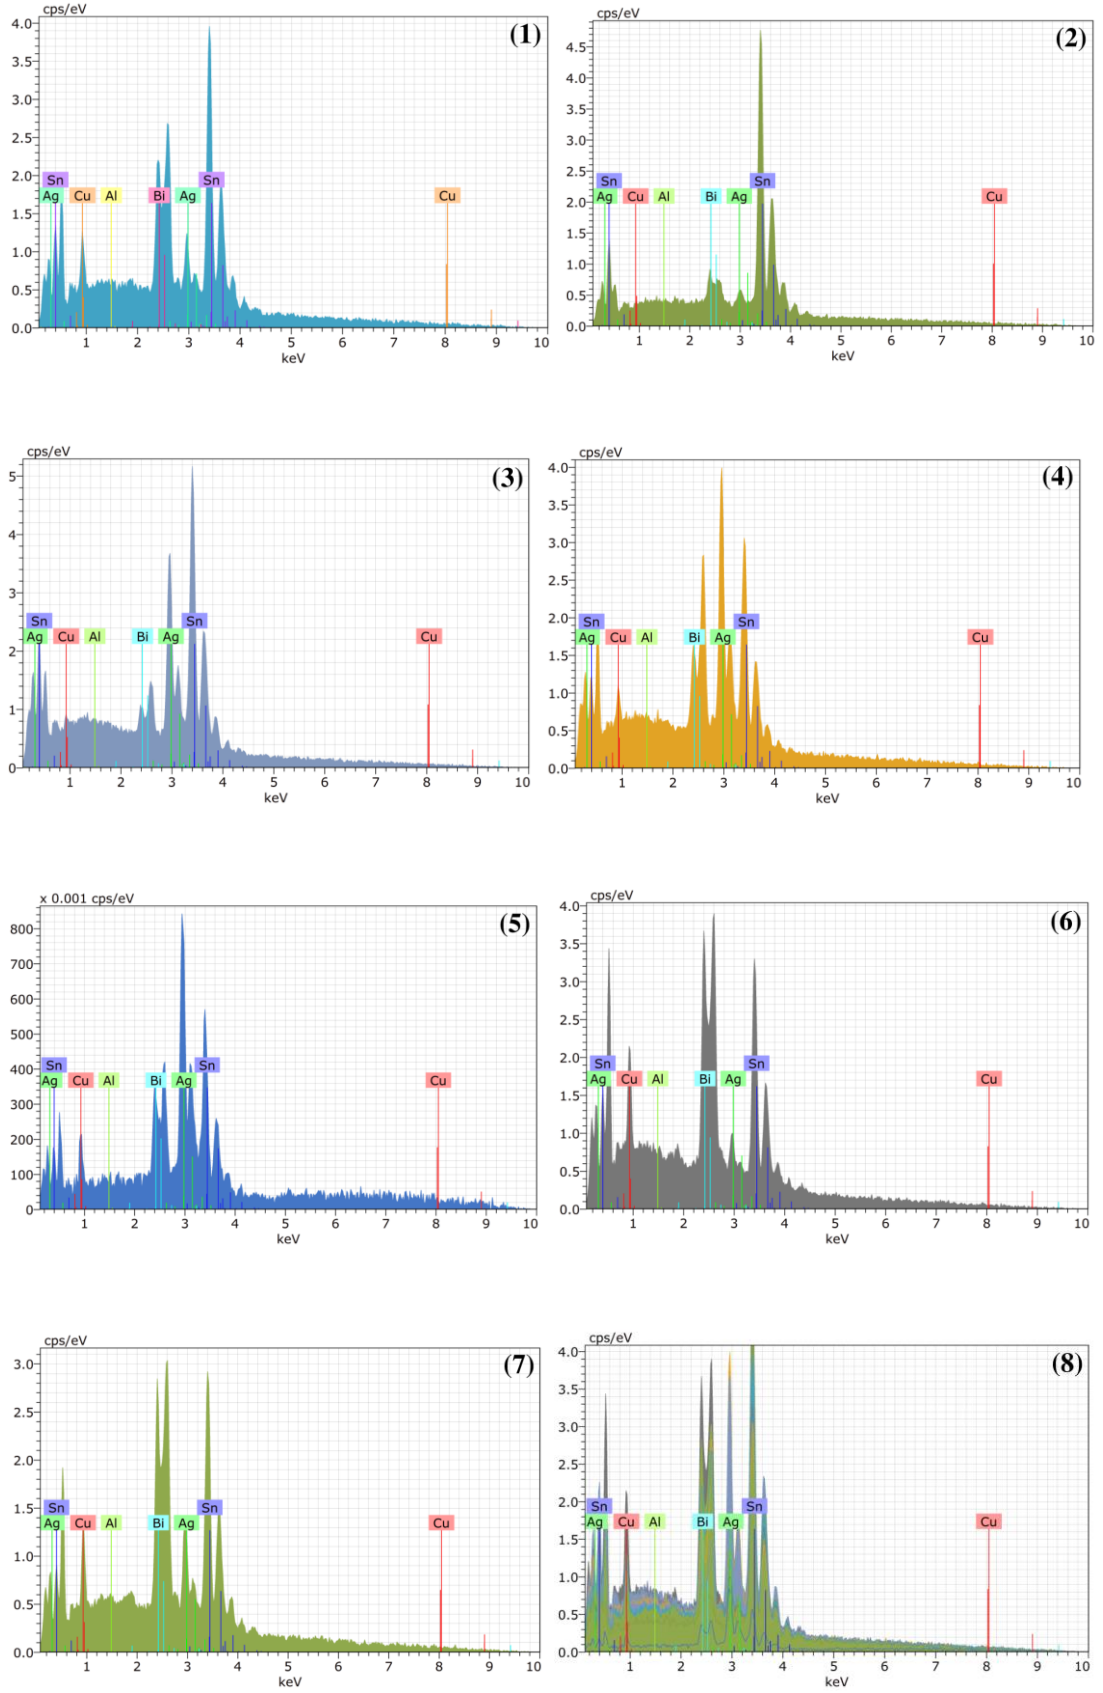 cps/eV
(1)
4.0
3.5
3.0
2.5
2.0
1.5
1.0
0.5
0.0
Sn Sn
Ag Cu Al Bi Ag Cu
1 2 3 4 5 6 7 8 9 10
keV
cps/eV
(2)
4.5
4.0
3.5
3.0
2.5
2.0
1.5
1.0
0.5
0.0
Sn Sn
Ag Cu Al Bi Ag Cu
1 2 3 4 5 6 7 8 9 10
keV
cps/eV
(3)
5
4
3
2
1
0
Sn Sn
Ag Cu Al Bi Ag Cu
1 2 3 4 5 6 7 8 9 10
keV
cps/eV
(4)
4.0
3.5
3.0
2.5
2.0
1.5
1.0
0.5
0.0
Sn Sn
Ag Cu Al Bi Ag Cu
1 2 3 4 5 6 7 8 9 10
keV
x 0.001 cps/eV
(5)
800
700
600
500
400
300
200
100
0
Sn Sn
Ag Cu Al Bi Ag Cu
1 2 3 4 5 6 7 8 9 10
keV
cps/eV
(6)
4.0
3.5
3.0
2.5
2.0
1.5
1.0
0.5
0.0
Sn Sn
Ag Cu Al Bi Ag Cu
1 2 3 4 5 6 7 8 9 10
keV
cps/eV
(7)
3.0
2.5
2.0
1.5
1.0
0.5
0.0
Sn Sn
Ag Cu Al Bi Ag Cu
1 2 3 4 5 6 7 8 9 10
keV
cps/eV
(8)
4.0
3.5
3.0
2.5
2.0
1.5
1.0
0.5
0.0
Sn Sn
Ag Cu Al Bi Ag Cu
1 2 3 4 5 6 7 8 9 10
keV